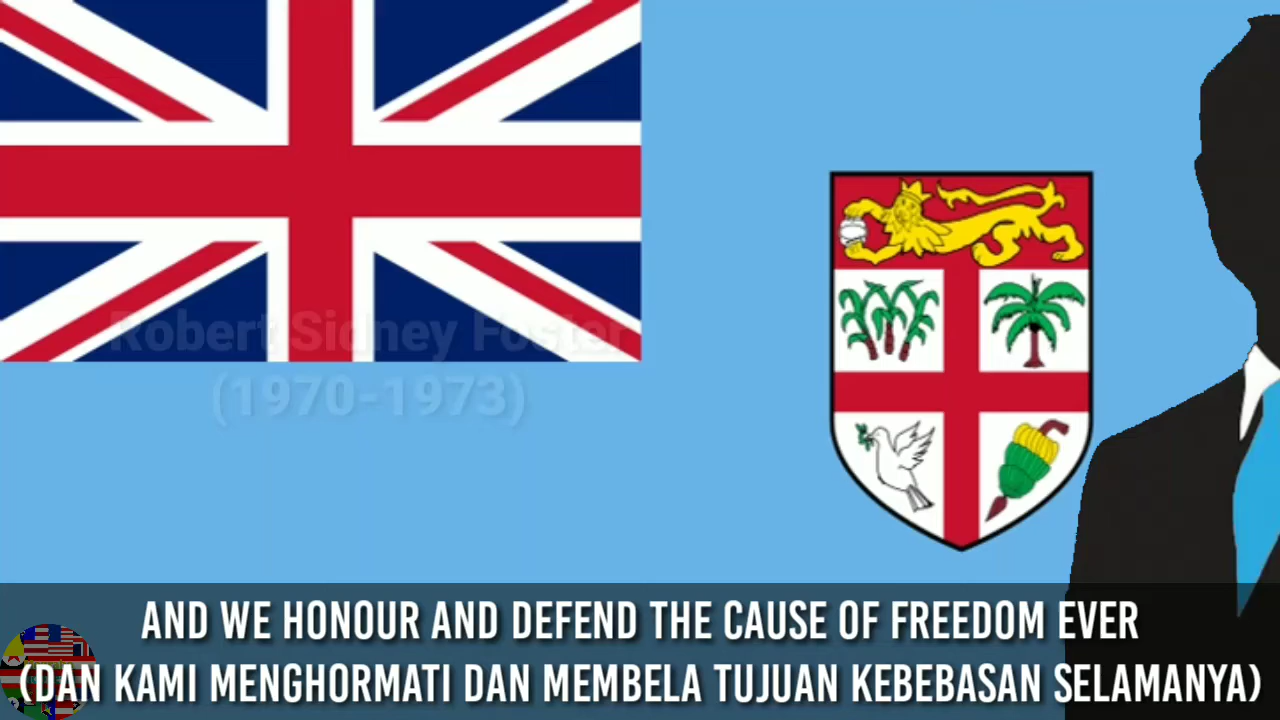 Robert Sidney Foster
(1970-1973)
AND WE HONOUR AND DEFEND THE CAUSE OF FREEDOM EVER
(DAN KAMI MENGHORMATI DAN MEMBELA TUJUAN KEBEBASAN SELAMANYA)